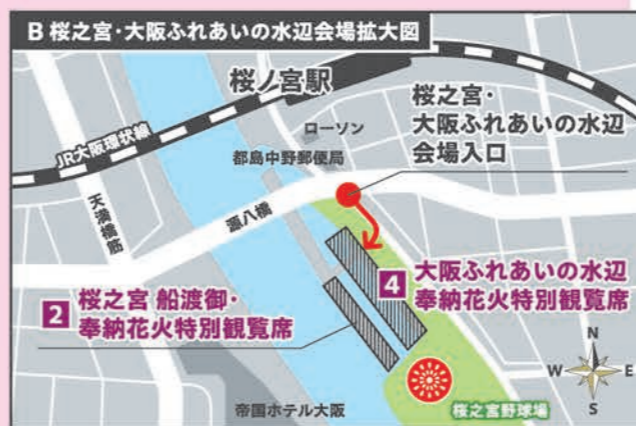 B 桜之宮・大阪ふれあいの水辺会場拡大図
桜ノ宮駅
JR大阪環状線
ローソン
都島中野郵便局
桜之宮・
大阪ふれあいの水辺
会場入口
天満橋筋
源八橋
2 桜之宮 船渡御・
奉納花火特別観覧席
4 大阪ふれあいの水辺
奉納花火特別観覧席
帝国ホテル大阪
桜之宮野球場
N
W
E
S